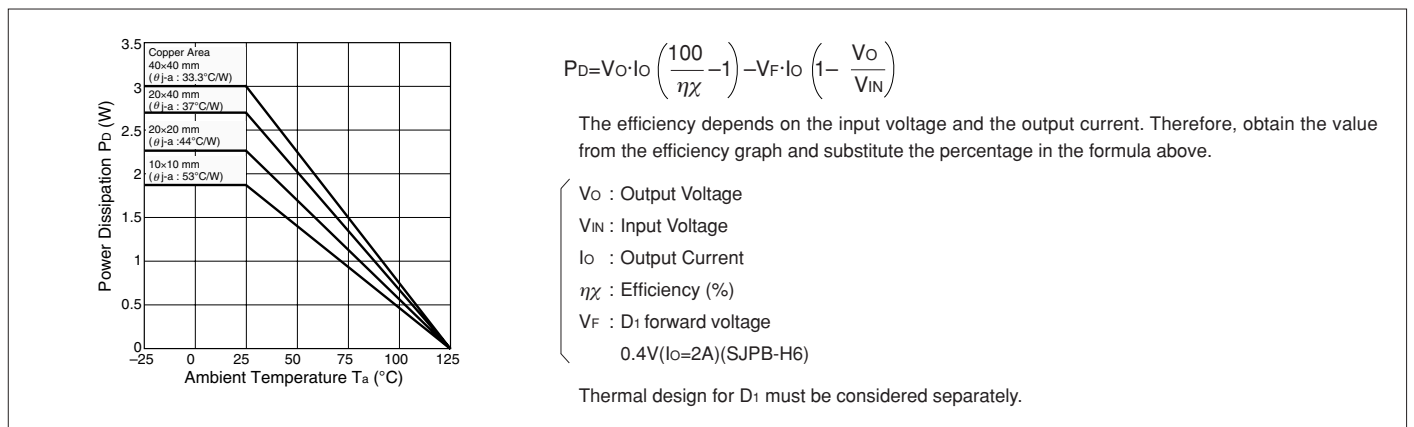 3.5
3
2.5
2
1.5
1
0.5
0
Power Dissipation PD (W)
Copper Area
40×40 mm
(θj-a : 33.3°C/W)
20×40 mm
(θj-a : 37°C/W)
20×20 mm
(θj-a :44°C/W)
10×10 mm
(θj-a : 53°C/W)
–25 0 25 50 75 100 125
Ambient Temperature Ta (°C)
PD=VO·IO (100/ηχ –1) –VF·IO (1– VO/VIN)
The efficiency depends on the input voltage and the output current. Therefore, obtain the value
from the efficiency graph and substitute the percentage in the formula above.
VO : Output Voltage
VIN : Input Voltage
IO : Output Current
ηχ : Efficiency (%)
VF : D1 forward voltage
0.4V(IO=2A)(SJPB-H6)
Thermal design for D1 must be considered separately.